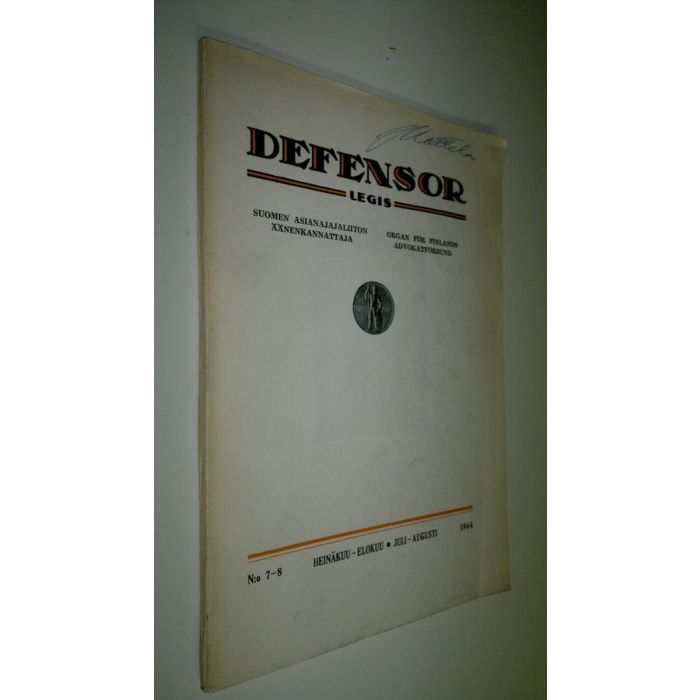 DEFENSOR
LEGIS
SUOMEN ASIANAJAJALIITON
ÄÄNENKANNATTAJA
ORGAN FÖR FINLANDS
ADVOKATFÖRBUND
N:o 7-8
HEINÄKUU-ELOKUU • JULI-AUGUSTI
1964